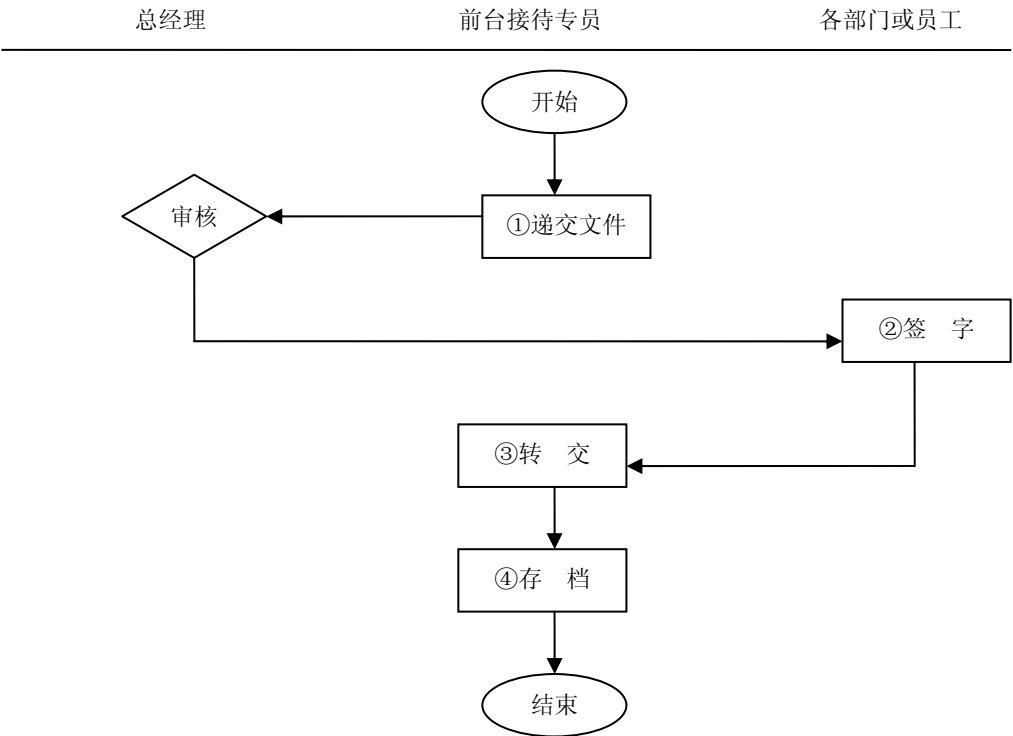 总经理 前台接待专员 各部门或员工
开始
审核
①递交文件
②签 字
③转 交
④存 档
结束